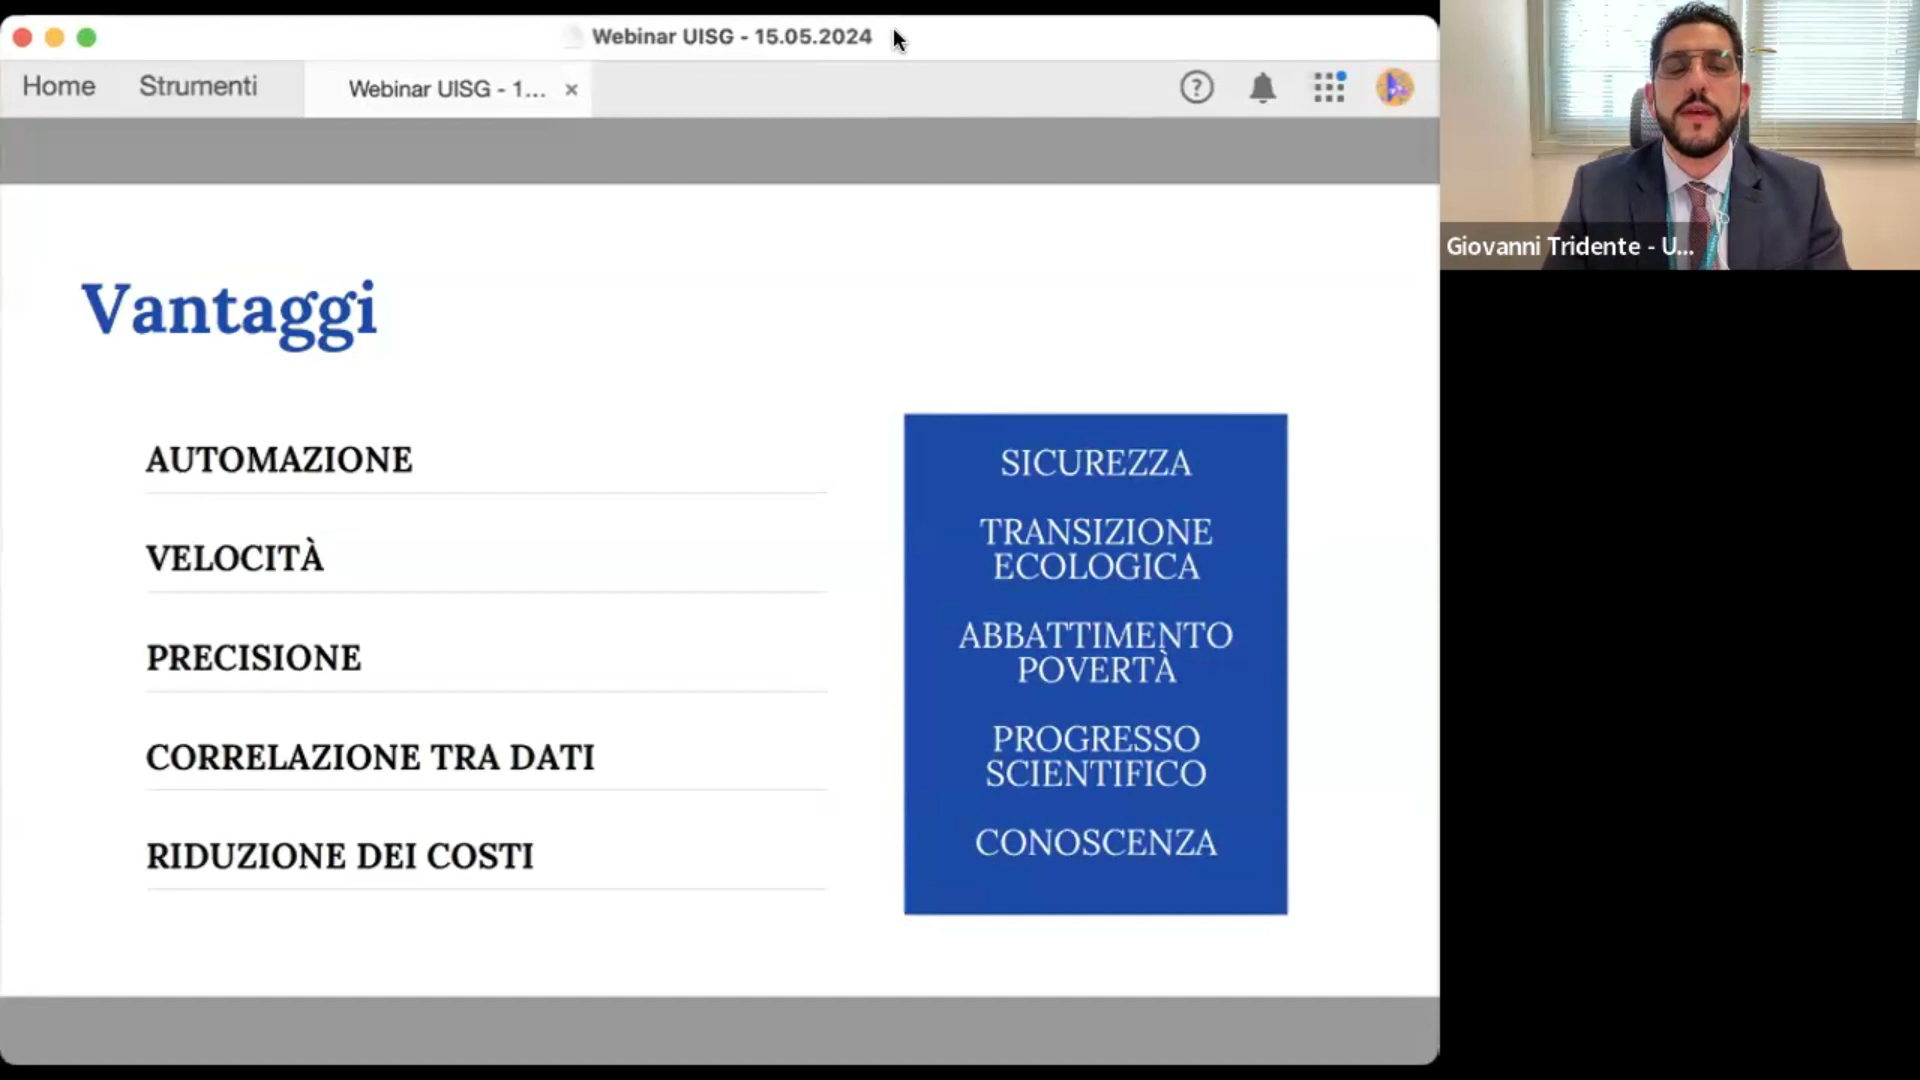 Webinar UISG - 15.05.2024
Home
Strumenti
Webinar UISG - 1...
Giovanni Tridente - U...
Vantaggi
AUTOMAZIONE
VELOCITÀ
PRECISIONE
CORRELAZIONE TRA DATI
RIDUZIONE DEI COSTI
SICUREZZA
TRANSIZIONE
ECOLOGICA
ABBATTIMENTO
POVERTÀ
PROGRESSO
SCIENTIFICO
CONOSCENZA